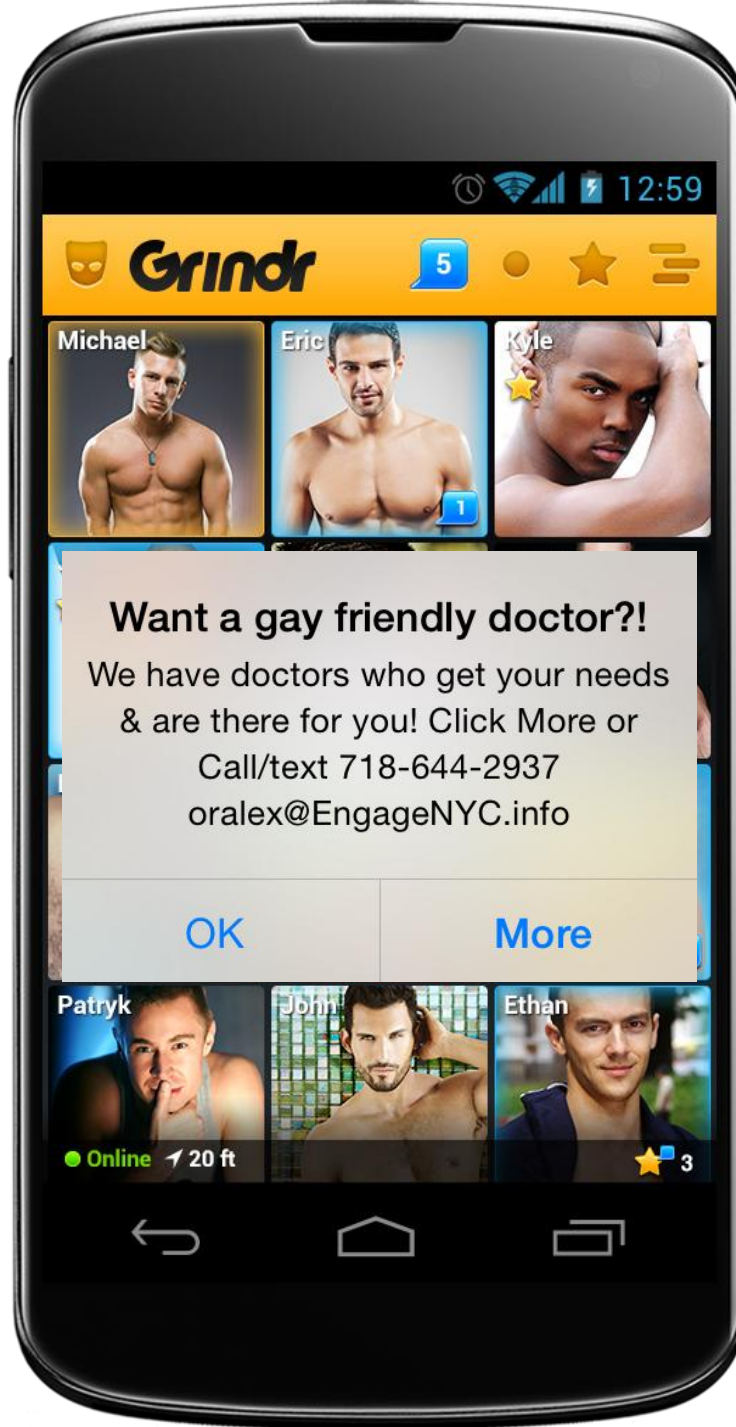 12:59
Grindr
5
Michael
Eric
Kyle
1
Want a gay friendly doctor?!
We have doctors who get your needs
& are there for you! Click More or
Call/text 718-644-2937
oralex@EngageNYC.info
OK
More
Patryk
John
Ethan
Online
20 ft
3